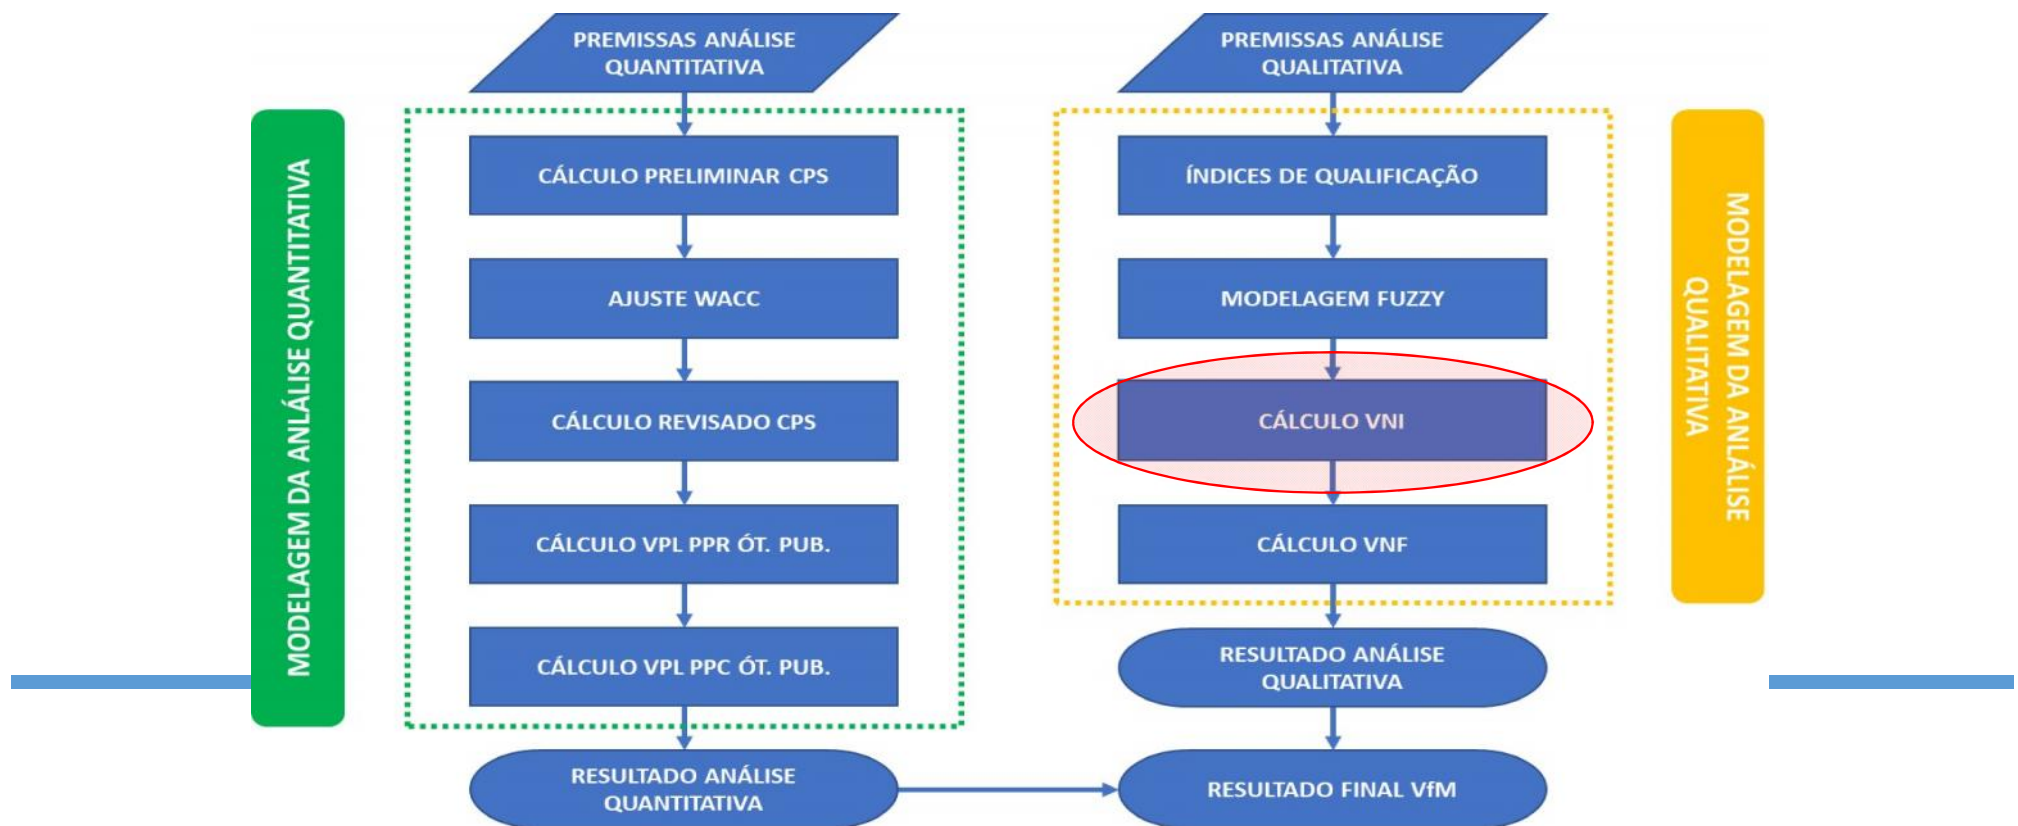 PREMISSAS ANÁLISE
QUANTITATIVA
MODELAGEM DA ANLÁLISE QUANTITATIVA
CÁLCULO PRELIMINAR CPS
AJUSTE WACC
CÁLCULO REVISADO CPS
CÁLCULO VPL PPR ÓT. PUB.
CÁLCULO VPL PPC ÓT. PUB.
RESULTADO ANÁLISE
QUANTITATIVA
PREMISSAS ANÁLISE
QUALITATIVA
ÍNDICES DE QUALIFICAÇÃO
MODELAGEM FUZZY
CÁLCULO VNI
CÁLCULO VNF
RESULTADO ANÁLISE
QUALITATIVA
RESULTADO FINAL VfM
MODELAGEM DA ANLÁLISE
QUALITATIVA